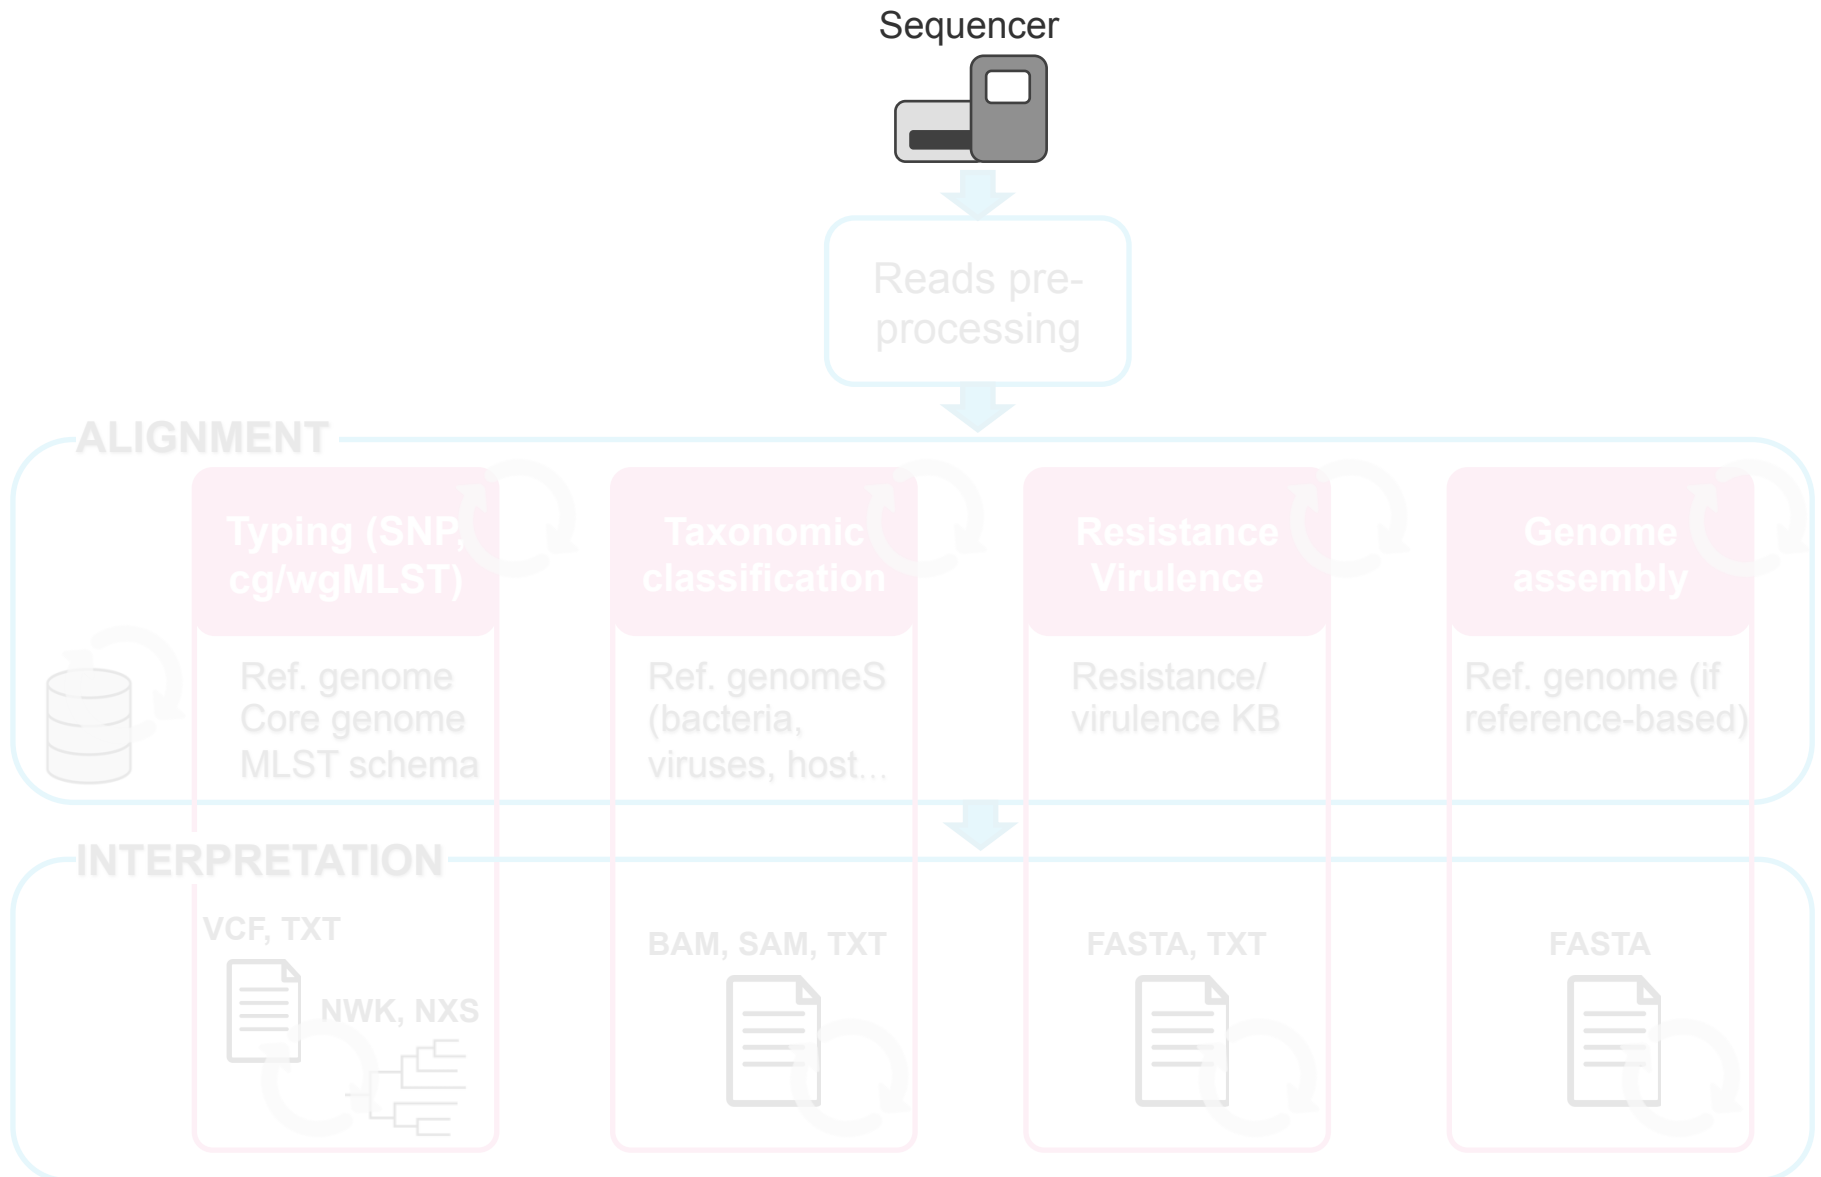 Sequencer
Reads pre-
processing
ALIGNMENT
Typing (SNP,
cg/wgMLST)
Taxonomic
classification
Resistance
Virulence
Genome
assembly
Ref. genome
Core genome
MLST schema
Ref. genomeS
(bacteria,
viruses, host...
Resistance/
virulence KB
Ref. genome (if
reference-based)
INTERPRETATION
VCF, TXT
NWK, NXS
BAM, SAM, TXT
FASTA, TXT
FASTA